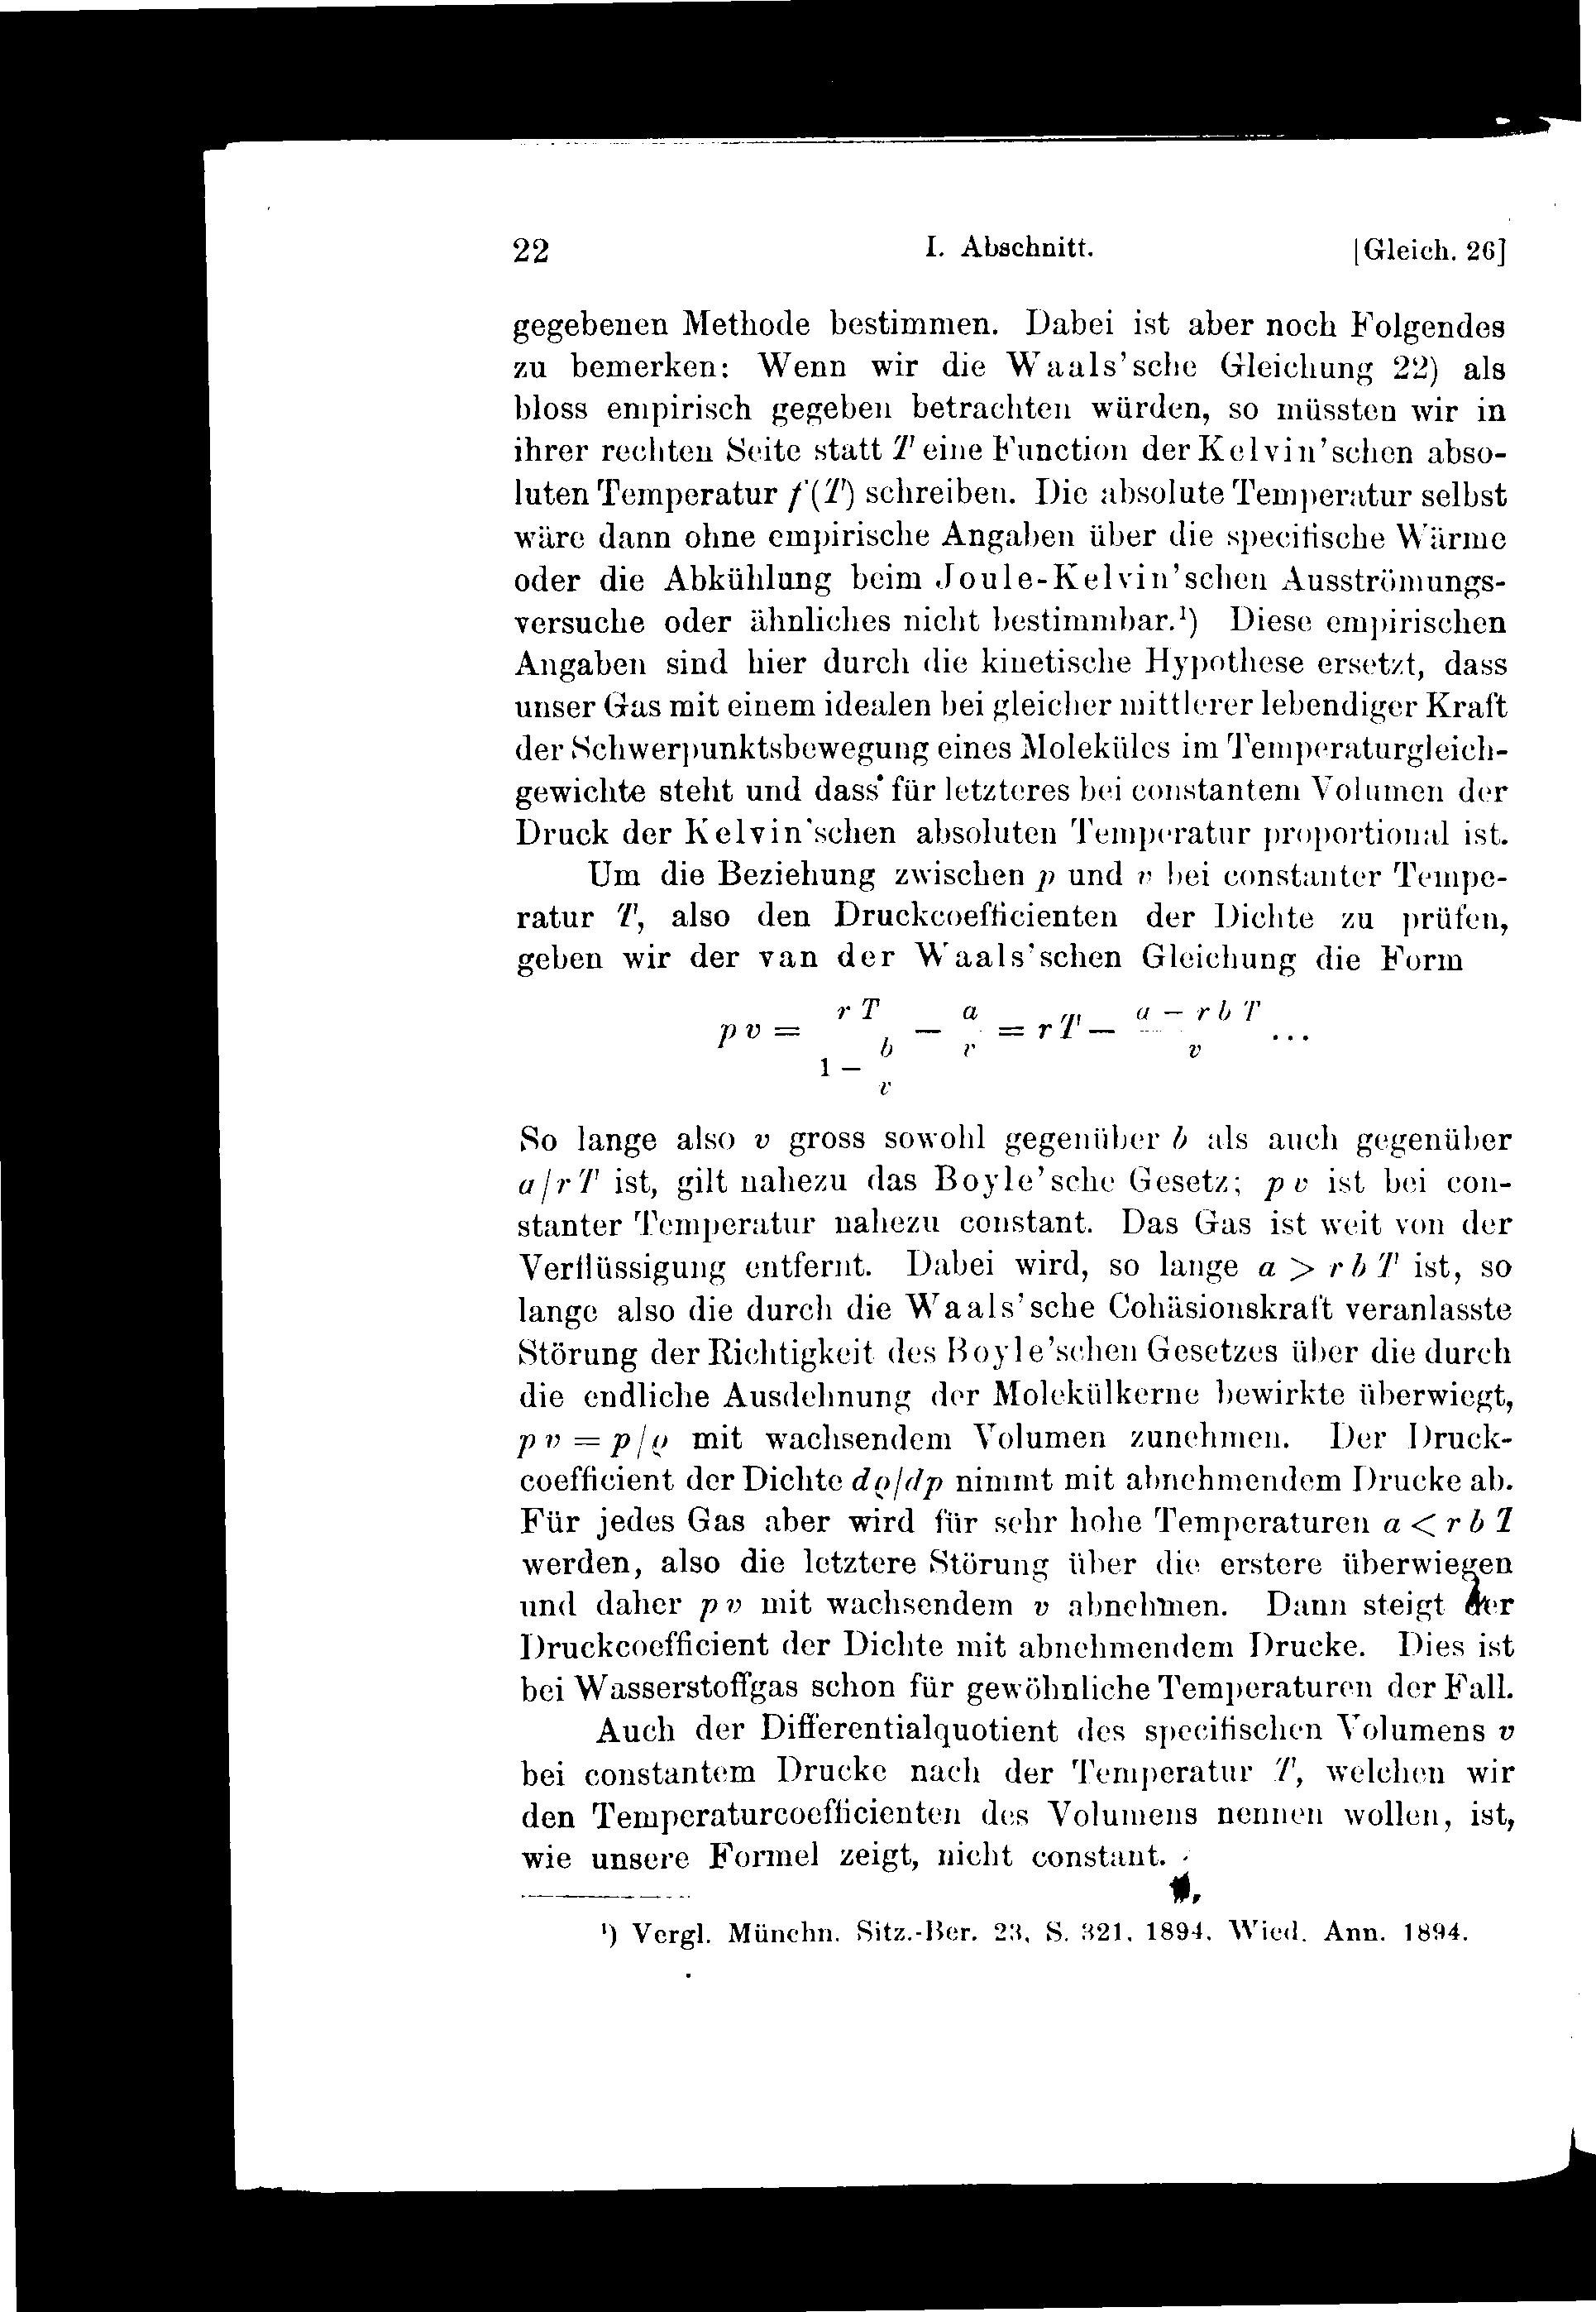 22 I. Abschnitt. [Gleich. 26]
gegebenen Methode bestimmen. Dabei ist aber noch Folgendes
zu bemerken: Wenn wir die Waals'sche Gleichung 22) als
bloss empirisch gegeben betrachten würden, so müssten wir in
ihrer rechten Seite statt T eine Function der Kelvin'schen abso-
luten Temperatur f(T) schreiben. Die absolute Temperatur selbst
wäre dann ohne empirische Angaben über die specifische Wärme
oder die Abkühlung beim Joule-Kelvin'schen Ausströmungs-
versuche oder ähnliches nicht bestimmbar.¹) Diese empirischen
Angaben sind hier durch die kinetische Hypothese ersetzt, dass
unser Gas mit einem idealen bei gleicher mittlerer lebendiger Kraft
der Schwerpunktsbewegung eines Moleküles im Temperaturgleich-
gewichte steht und dass für letzteres bei constantem Volumen der
Druck der Kelvin'schen absoluten Temperatur proportional ist.
Um die Beziehung zwischen p und v bei constanter Tempe-
ratur T, also den Druckcoefficienten der Dichte zu prüfen,
geben wir der van der Waals'schen Gleichung die Form
p v = r T / (1 − b/v) − a/v = r T − (a − r b T)/v ...
So lange also v gross sowohl gegenüber b als auch gegenüber
a/r T ist, gilt nahezu das Boyle'sche Gesetz; p v ist bei con-
stanter Temperatur nahezu constant. Das Gas ist weit von der
Verflüssigung entfernt. Dabei wird, so lange a > r b T ist, so
lange also die durch die Waals'sche Cohäsionskraft veranlasste
Störung der Richtigkeit des Boyle'schen Gesetzes über die durch
die endliche Ausdehnung der Molekülkerne bewirkte überwiegt,
p v = p/ϱ mit wachsendem Volumen zunehmen. Der Druck-
coefficient der Dichte dϱ/dp nimmt mit abnehmendem Drucke ab.
Für jedes Gas aber wird für sehr hohe Temperaturen a < r b T
werden, also die letztere Störung über die erstere überwiegen
und daher p v mit wachsendem v abnehmen. Dann steigt der
Druckcoefficient der Dichte mit abnehmendem Drucke. Dies ist
bei Wasserstoffgas schon für gewöhnliche Temperaturen der Fall.
Auch der Differentialquotient des specifischen Volumens v
bei constantem Drucke nach der Temperatur T, welchen wir
den Temperaturcoefficienten des Volumens nennen wollen, ist,
wie unsere Formel zeigt, nicht constant.
¹) Vergl. Münchn. Sitz.-Ber. 23, S. 321, 1894. Wied. Ann. 1894.